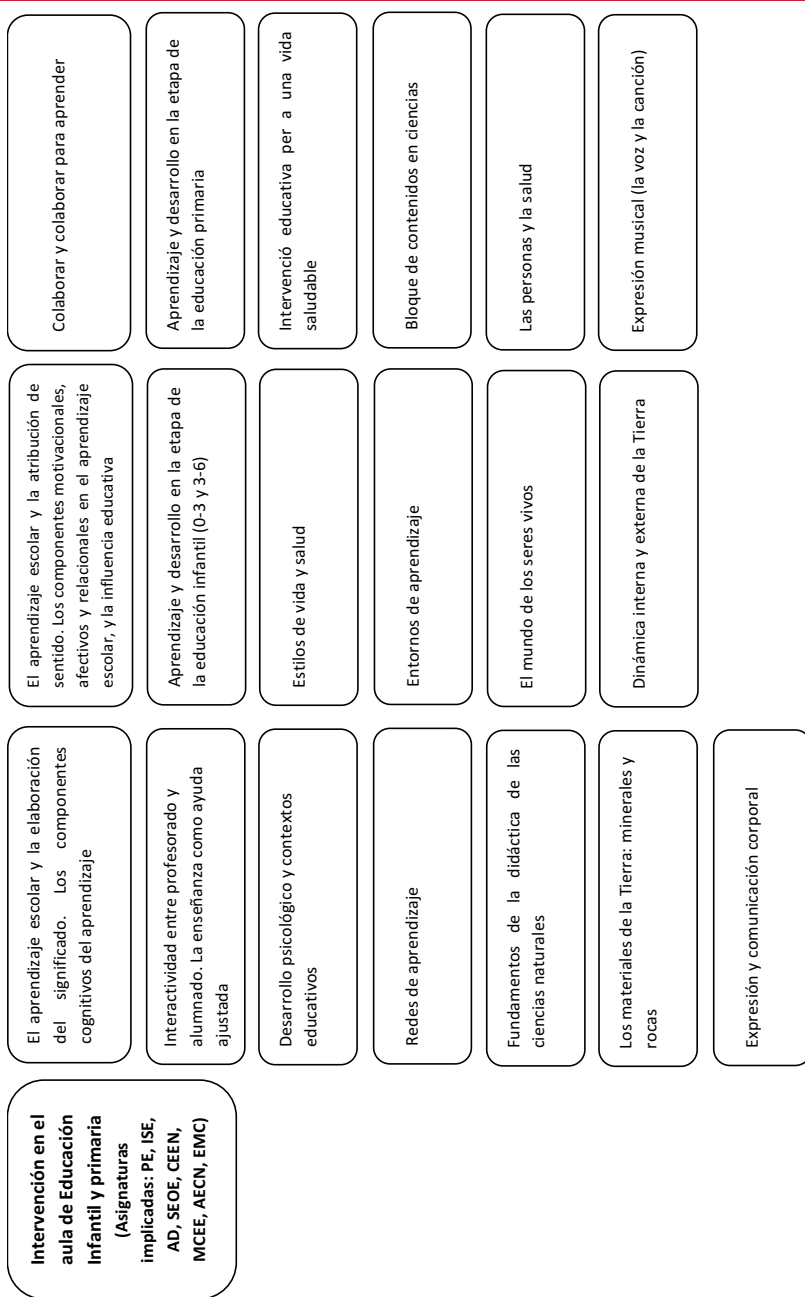 Intervención en el
aula de Educación
Infantil y primaria
(Asignaturas
implicadas: PE, ISE,
AD, SEOE, CEEN,
MCEE, AECN, EMC)
El aprendizaje escolar y la elaboración
del significado. Los componentes
cognitivos del aprendizaje
El aprendizaje escolar y la atribución de
sentido. Los componentes motivacionales,
afectivos y relacionales en el aprendizaje
escolar, y la influencia educativa
Colaborar y colaborar para aprender
Interactividad entre profesorado y
alumnado. La enseñanza como ayuda
ajustada
Aprendizaje y desarrollo en la etapa de
la educación infantil (0-3 y 3-6)
Aprendizaje y desarrollo en la etapa de
la educación primaria
Desarrollo psicológico y contextos
educativos
Estilos de vida y salud
Intervenció educativa per a una vida
saludable
Redes de aprendizaje
Entornos de aprendizaje
Bloque de contenidos en ciencias
Fundamentos de la didáctica de las
ciencias naturales
El mundo de los seres vivos
Las personas y la salud
Los materiales de la Tierra: minerales y
rocas
Dinámica interna y externa de la Tierra
Expresión musical (la voz y la canción)
Expresión y comunicación corporal